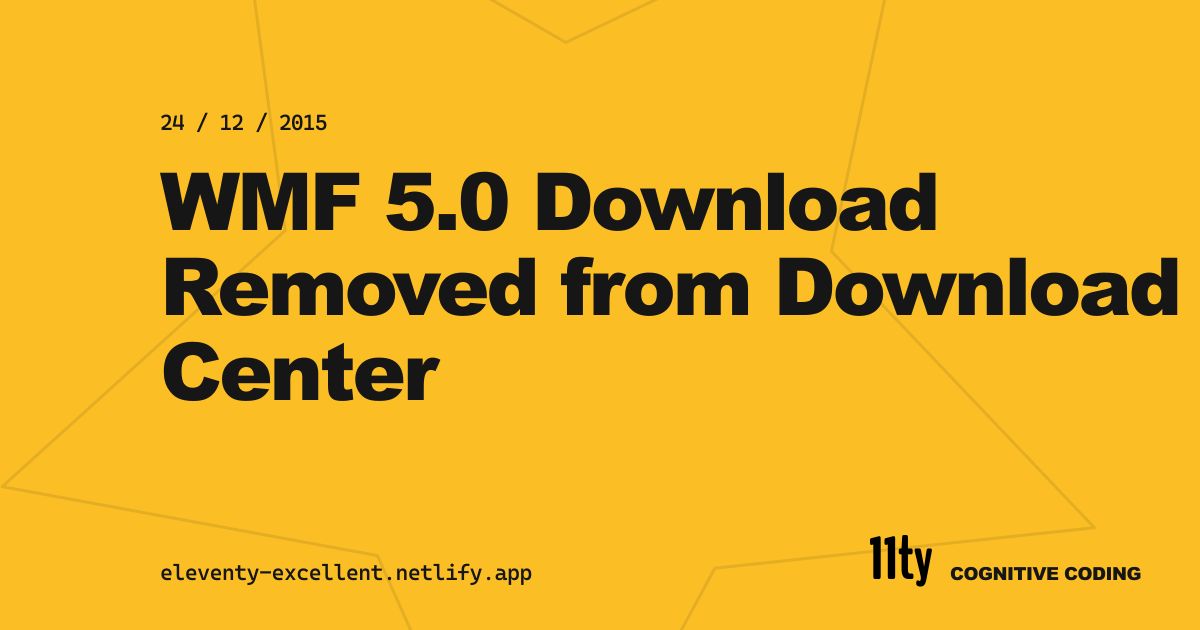 24 / 12 / 2015
WMF 5.0 Download
Removed from Download
Center
eleventy-excellent.netlify.app
11ty COGNITIVE CODING